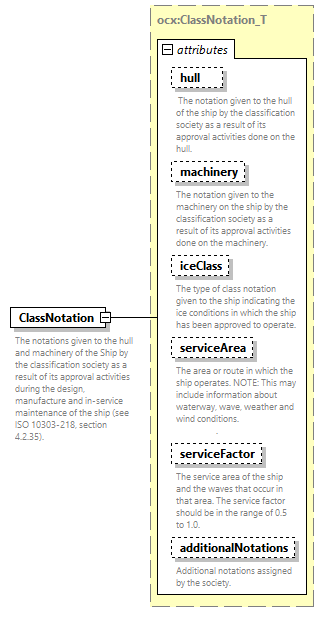 ocx:ClassNotation_T
attributes
hull
The notation given to the hull
of the ship by the classification
society as a result of its
approval activities done on the
hull.
machinery
The notation given to the
machinery on the ship by the
classification society as a
result of its approval activities
done on the machinery.
iceClass
The type of class notation
given to the ship indicating the
ice conditions in which the ship
has been approved to operate.
ClassNotation
The notations given to the hull
and machinery of the Ship by
the classification society as a
result of its approval activities
during the design,
manufacture and in-service
maintenance of the ship (see
ISO 10303-218, section
4.2.35).
serviceArea
The area or route in which the
ship operates. NOTE: This may
include information about
waterway, wave, weather and
wind conditions.
serviceFactor
The service area of the ship
and the waves that occur in
that area. The service factor
should be in the range of 0.5
to 1.0.
additionalNotations
Additional notations assigned
by the society.